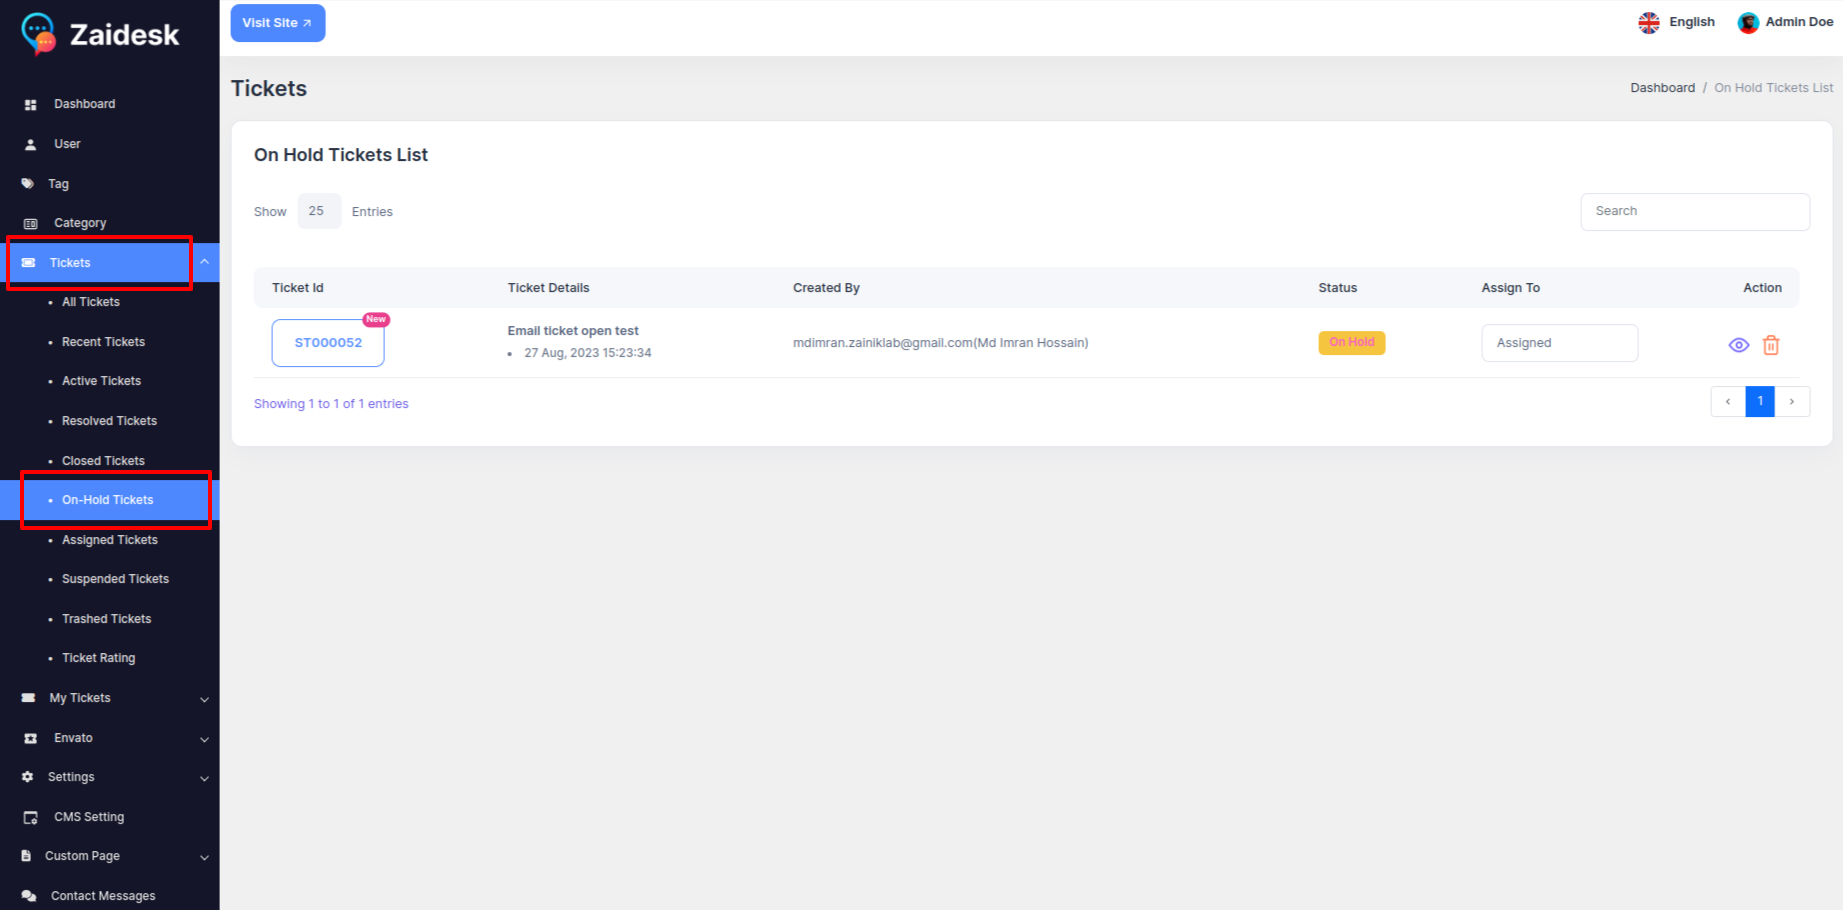 Zaidesk
Dashboard
User
Tag
Category
Tickets
• All Tickets
• Recent Tickets
• Active Tickets
• Resolved Tickets
• Closed Tickets
• On-Hold Tickets
• Assigned Tickets
• Suspended Tickets
• Trashed Tickets
• Ticket Rating
My Tickets
Envato
Settings
CMS Setting
Custom Page
Contact Messages
Visit Site
English
Admin Doe
Tickets
Dashboard / On Hold Tickets List
On Hold Tickets List
Show 25 Entries
Search
Ticket Id Ticket Details Created By Status Assign To Action
New
ST000052
Email ticket open test
• 27 Aug, 2023 15:23:34
mdimran.zainiklab@gmail.com(Md Imran Hossain)
On Hold
Assigned
Showing 1 to 1 of 1 entries
‹ 1 ›